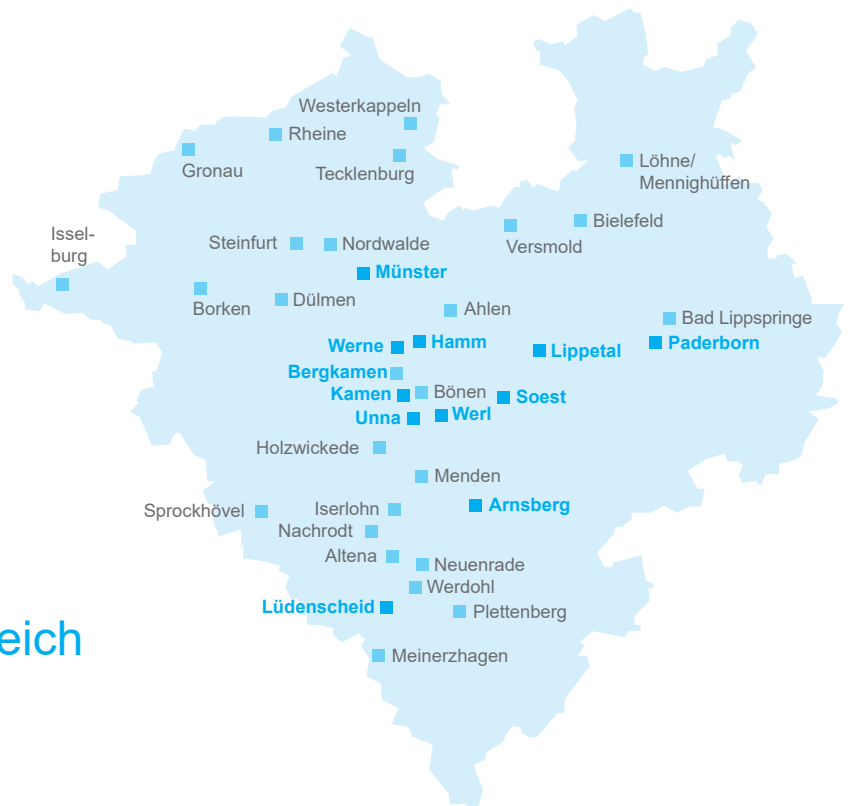 Westerkappeln
Rheine
Gronau
Tecklenburg
Löhne/
Mennighüffen
Issel-
burg
Steinfurt
Nordwalde
Versmold
Bielefeld
Münster
Borken
Dülmen
Ahlen
Bad Lippspringe
Werne
Hamm
Lippetal
Paderborn
Bergkamen
Kamen
Bönen
Soest
Unna
Werl
Holzwickede
Menden
Sprockhövel
Iserlohn
Arnsberg
Nachrodt
Altena
Neuenrade
Werdohl
Lüdenscheid
Plettenberg
eich
Meinerzhagen